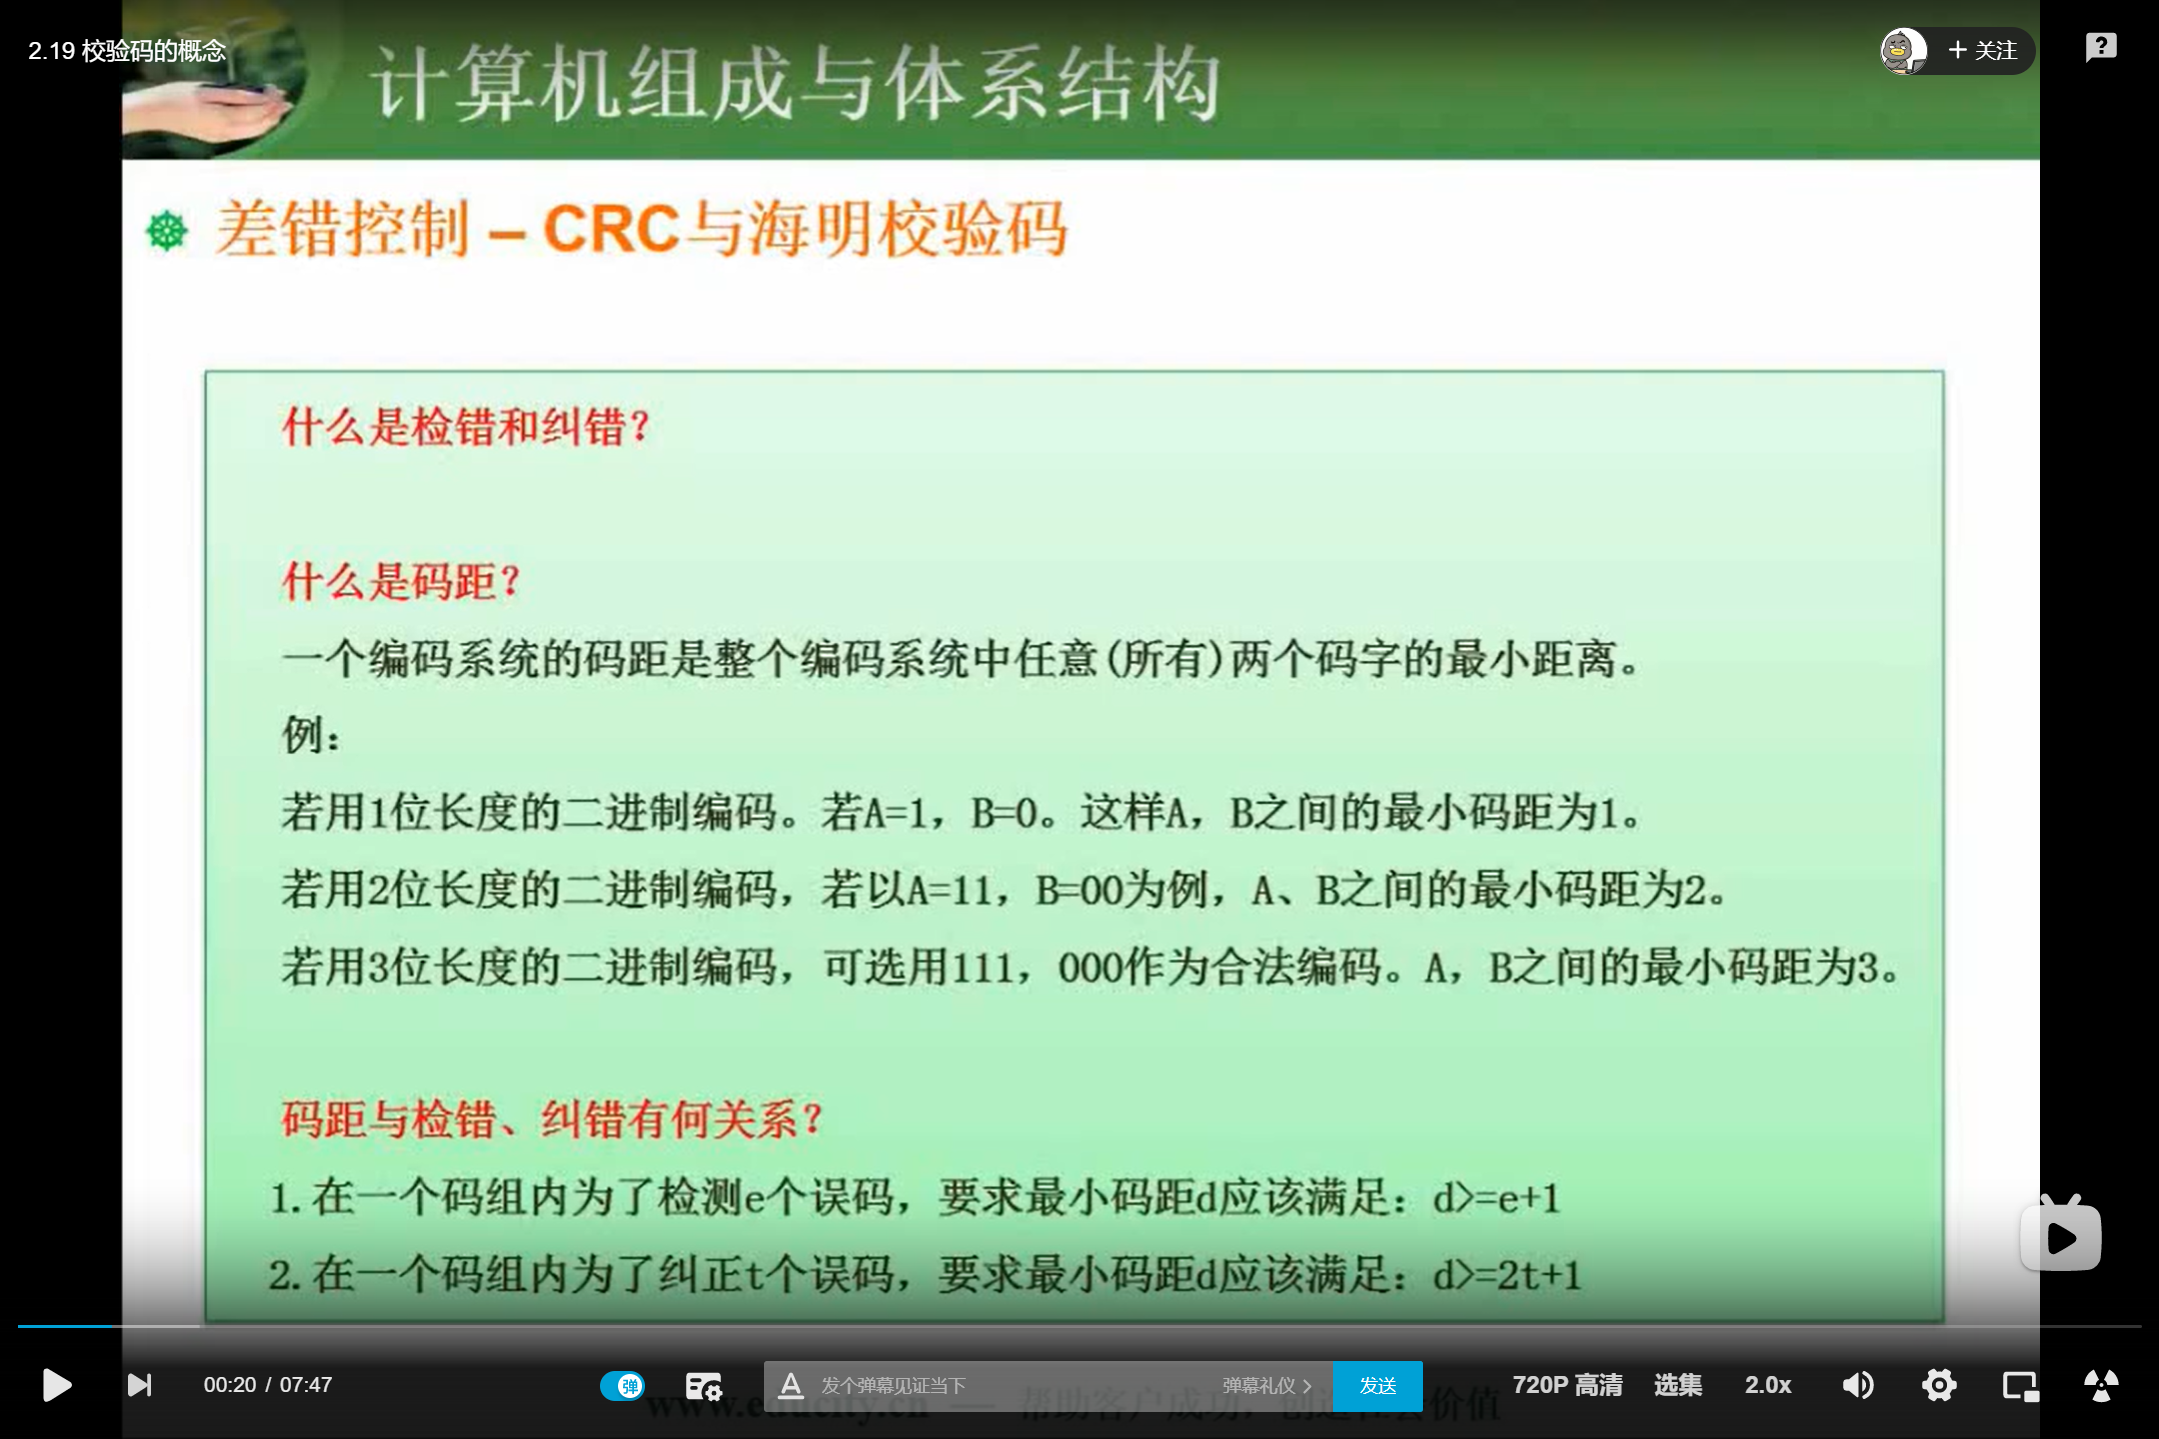 2.19 校验码的概念
计算机组成与体系结构
+ 关注
差错控制 – CRC与海明校验码
什么是检错和纠错？
什么是码距？
一个编码系统的码距是整个编码系统中任意(所有)两个码字的最小距离。
例：
若用1位长度的二进制编码。若A=1，B=0。这样A，B之间的最小码距为1。
若用2位长度的二进制编码，若以A=11，B=00为例，A、B之间的最小码距为2。
若用3位长度的二进制编码，可选用111，000作为合法编码。A，B之间的最小码距为3。
码距与检错、纠错有何关系？
1.在一个码组内为了检测e个误码，要求最小码距d应该满足：d>=e+1
2.在一个码组内为了纠正t个误码，要求最小码距d应该满足：d>=2t+1
00:20 / 07:47
弹
发个弹幕见证当下
弹幕礼仪 >
发送
720P 高清
选集
2.0x
www.educity.cn — 帮助客户成功，创造社会价值